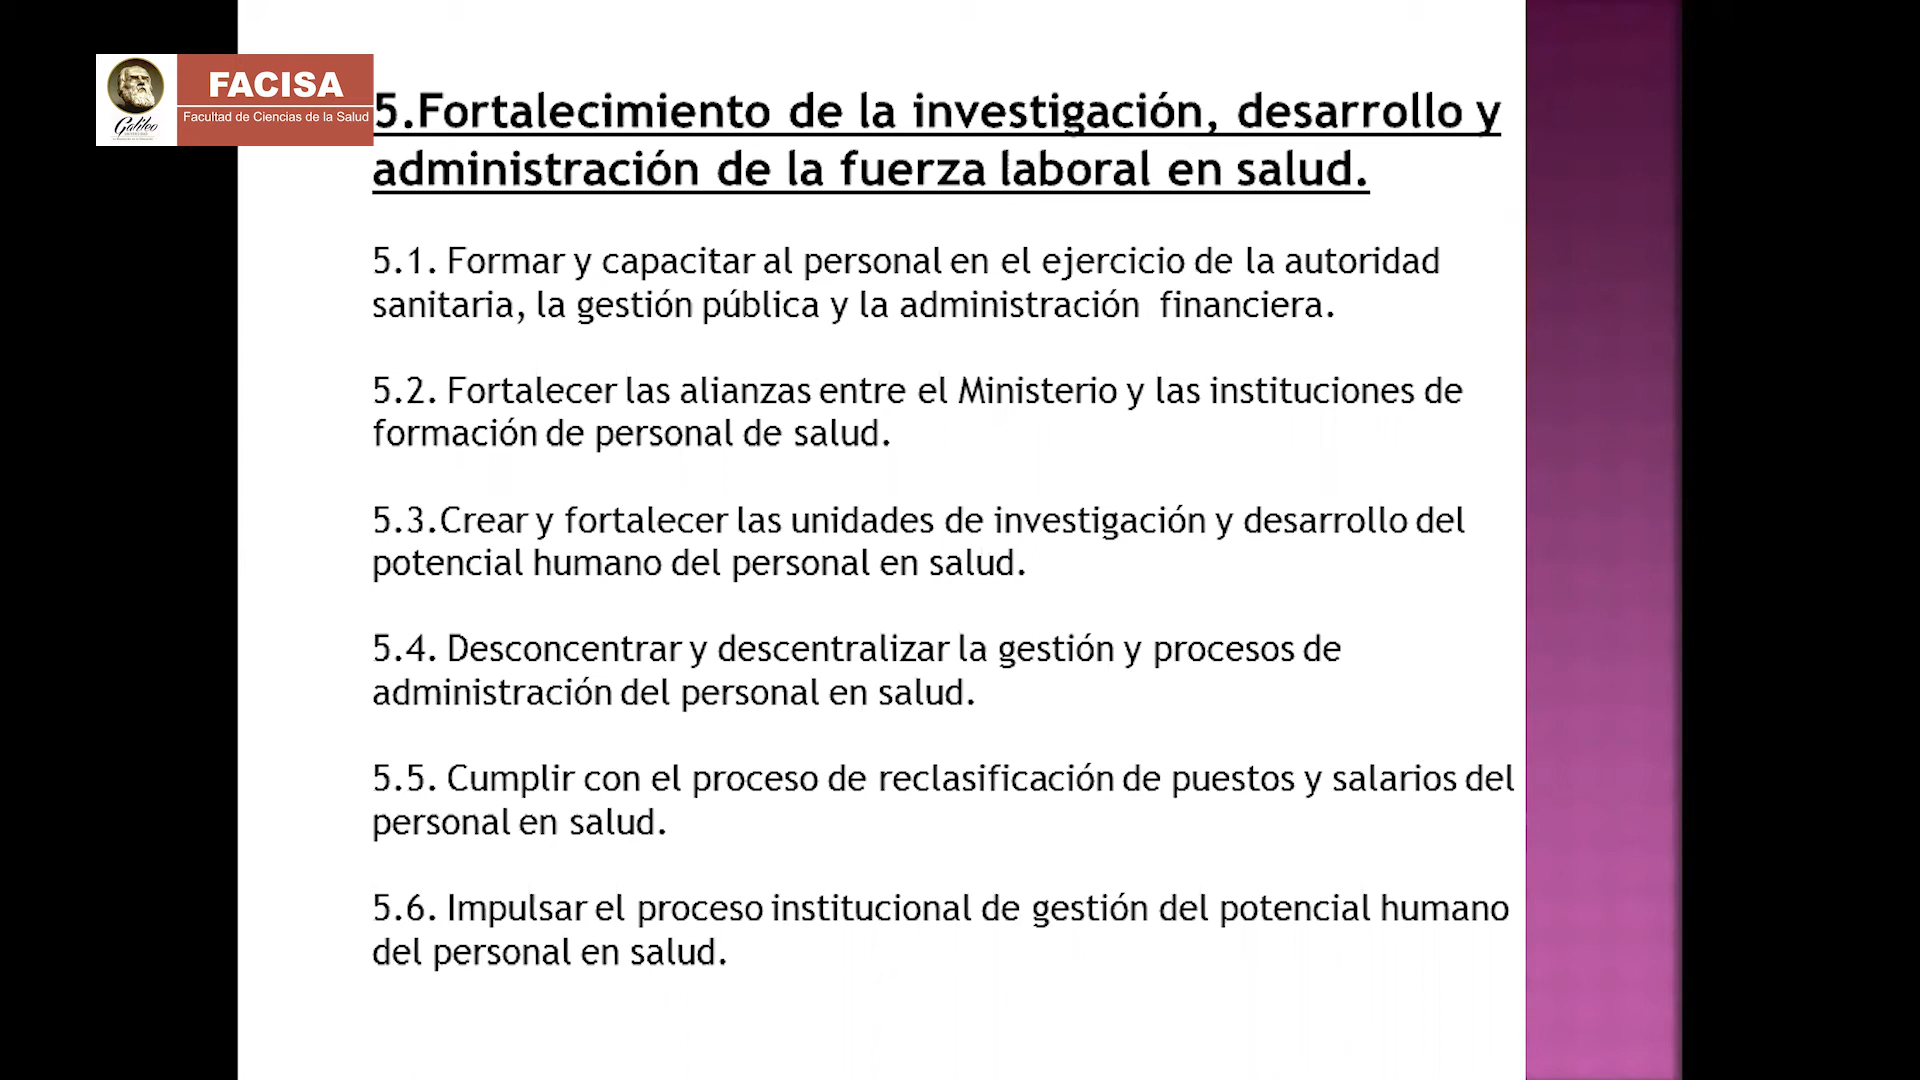 FACISA
Facultad de Ciencias de la Salud
Galileo
5.Fortalecimiento de la investigación, desarrollo y
administración de la fuerza laboral en salud.
5.1. Formar y capacitar al personal en el ejercicio de la autoridad
sanitaria, la gestión pública y la administración financiera.
5.2. Fortalecer las alianzas entre el Ministerio y las instituciones de
formación de personal de salud.
5.3.Crear y fortalecer las unidades de investigación y desarrollo del
potencial humano del personal en salud.
5.4. Desconcentrar y descentralizar la gestión y procesos de
administración del personal en salud.
5.5. Cumplir con el proceso de reclasificación de puestos y salarios del
personal en salud.
5.6. Impulsar el proceso institucional de gestión del potencial humano
del personal en salud.